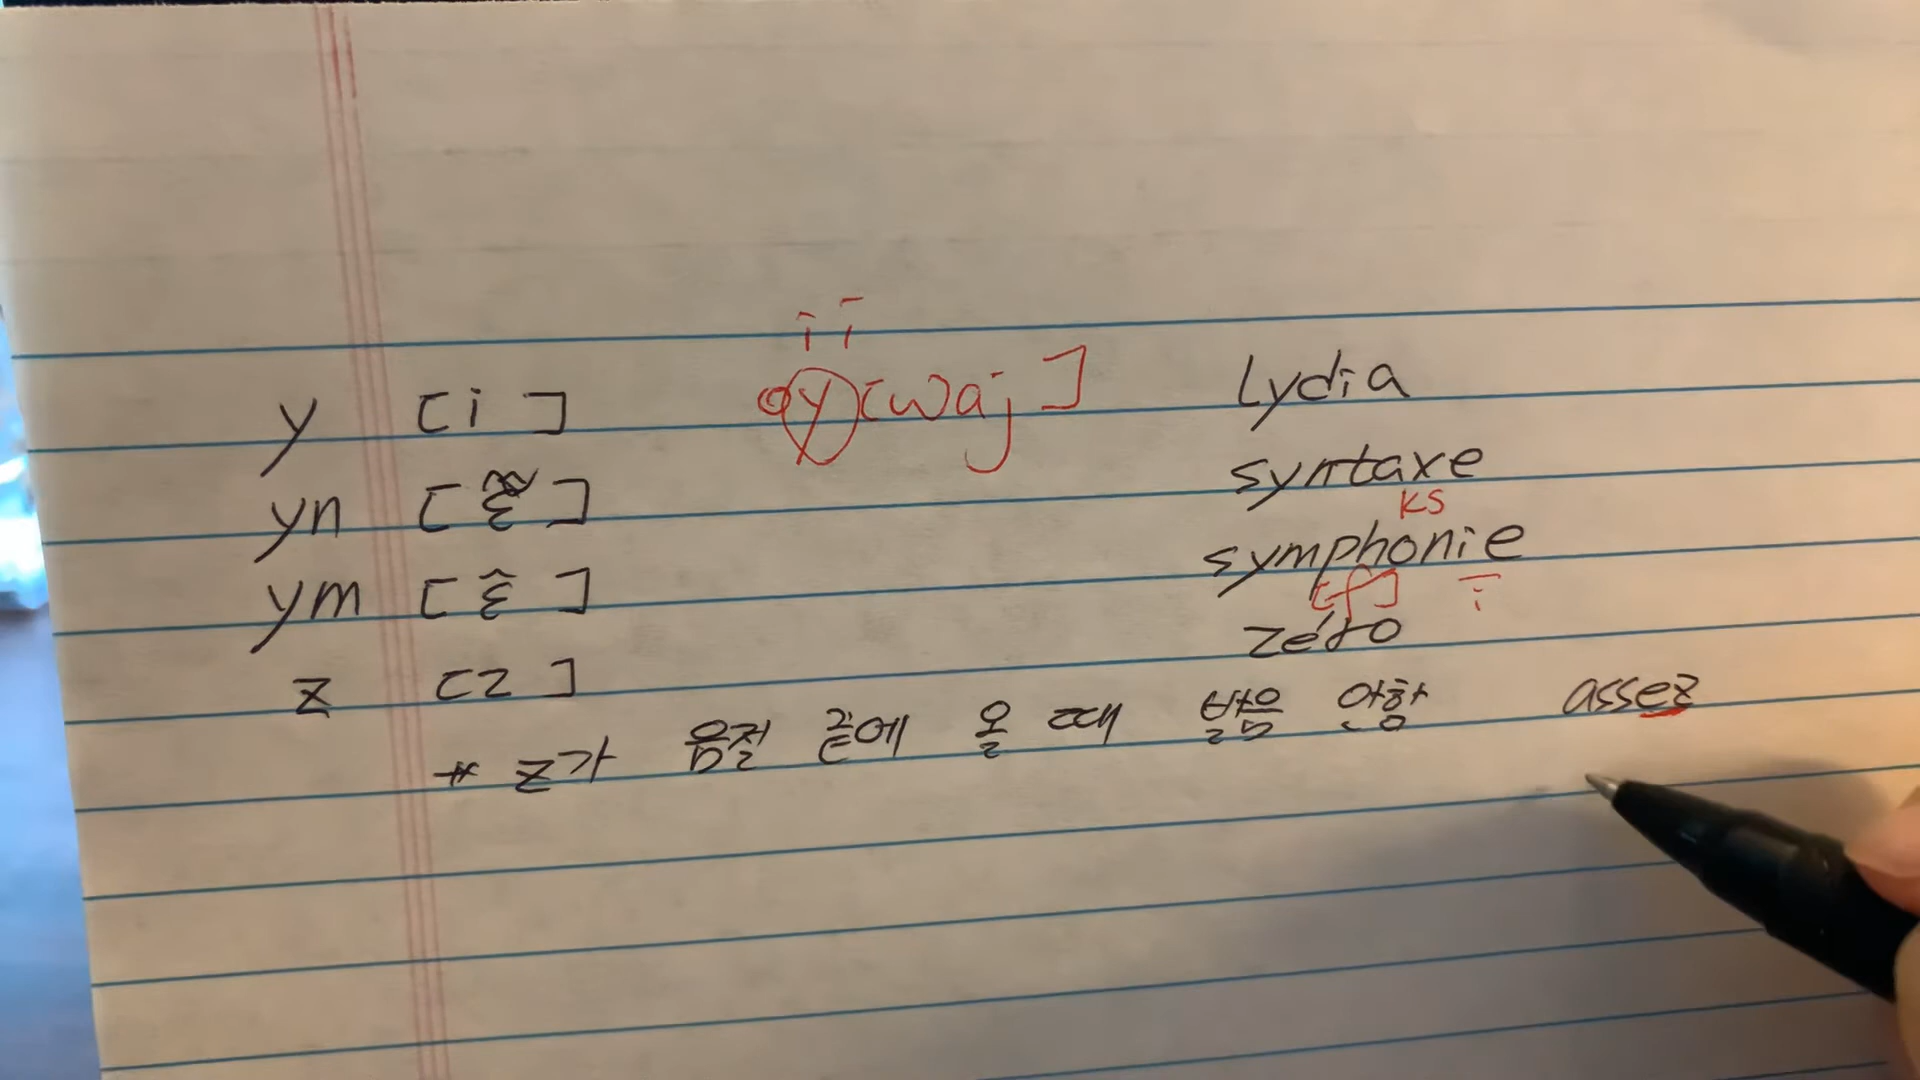 i i
y [i] oy [waj] Lydia
yn [ɛ̃] syntaxe
ks
ym [ɛ̃] symphonie
[f] i
z [z] zéro
* z가 음절 끝에 올 때 발음 안함 assez